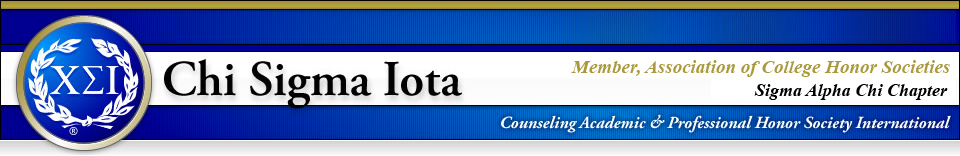 ΧΣΙ
®
Chi Sigma Iota
Member, Association of College Honor Societies
Sigma Alpha Chi Chapter
Counseling Academic & Professional Honor Society International